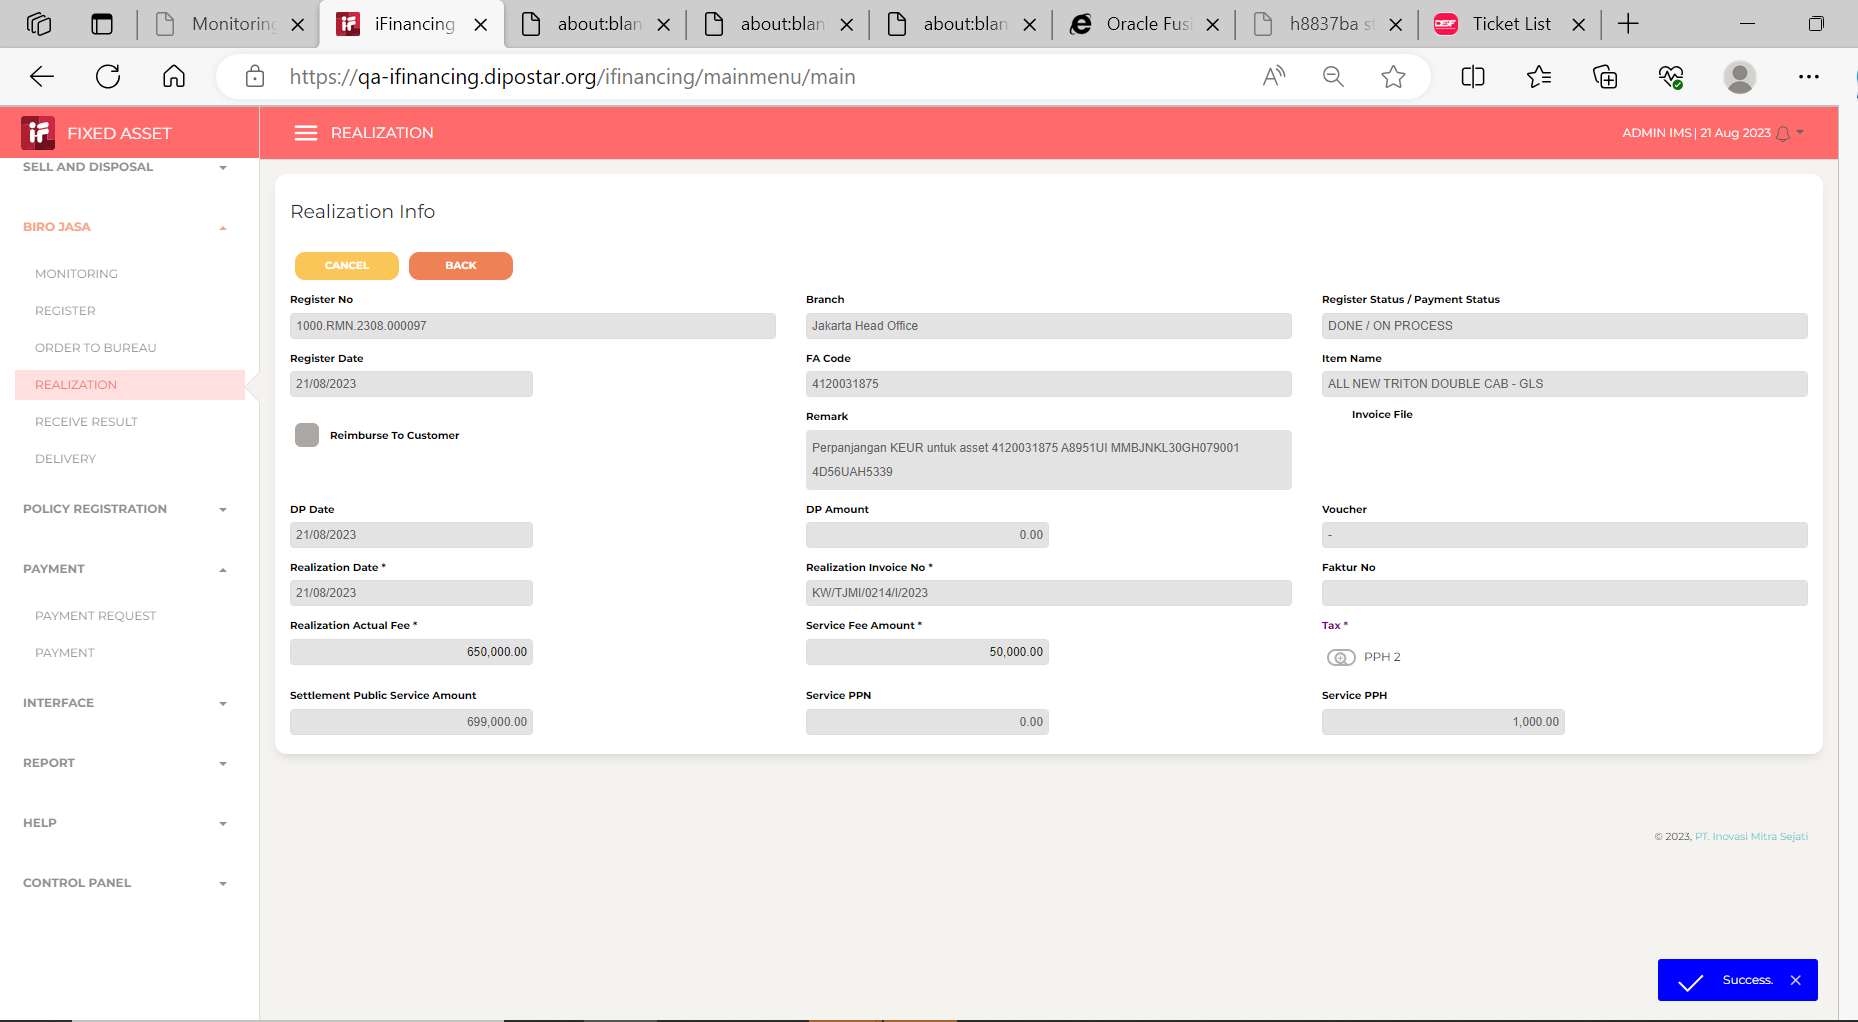 Monitoring
iFinancing
about:blan
about:blan
about:blan
Oracle Fusi
h8837ba st
Ticket List
https://qa-ifinancing.dipostar.org/ifinancing/mainmenu/main
iF FIXED ASSET
REALIZATION
ADMIN IMS | 21 Aug 2023
SELL AND DISPOSAL
BIRO JASA
MONITORING
REGISTER
ORDER TO BUREAU
REALIZATION
RECEIVE RESULT
DELIVERY
POLICY REGISTRATION
PAYMENT
PAYMENT REQUEST
PAYMENT
INTERFACE
REPORT
HELP
CONTROL PANEL
Realization Info
CANCEL
BACK
Register No
Branch
Register Status / Payment Status
1000.RMN.2308.000097
Jakarta Head Office
DONE / ON PROCESS
Register Date
FA Code
Item Name
21/08/2023
4120031875
ALL NEW TRITON DOUBLE CAB - GLS
Reimburse To Customer
Remark
Invoice File
Perpanjangan KEUR untuk asset 4120031875 A8951UI MMBJNKL30GH079001
4D56UAH5339
DP Date
DP Amount
Voucher
21/08/2023
0.00
-
Realization Date *
Realization Invoice No *
Faktur No
21/08/2023
KW/TJMI/0214/I/2023
Realization Actual Fee *
Service Fee Amount *
Tax *
650,000.00
50,000.00
PPH 2
Settlement Public Service Amount
Service PPN
Service PPH
699,000.00
0.00
1,000.00
© 2023, PT. Inovasi Mitra Sejati
Success.